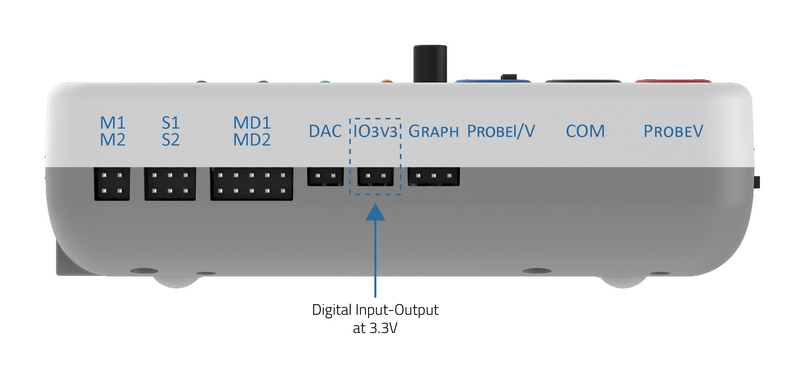 M1
M2
S1
S2
MD1
MD2
DAC
IO3V3
GRAPH
PROBEI/V
COM
PROBEV
Digital Input-Output
at 3.3V